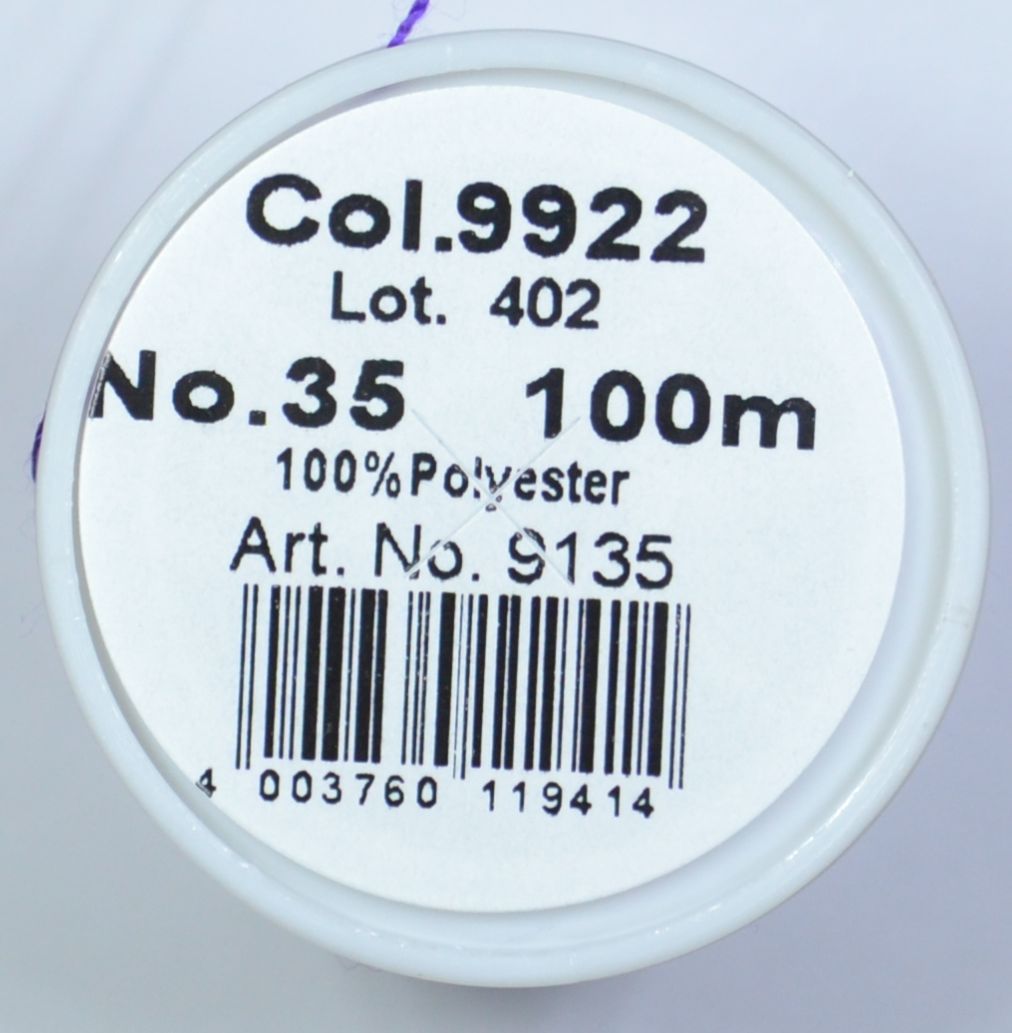 Col.9922
Lot. 402
No.35 100m
100%Polyester
Art. No. 9135
4 003760 119414